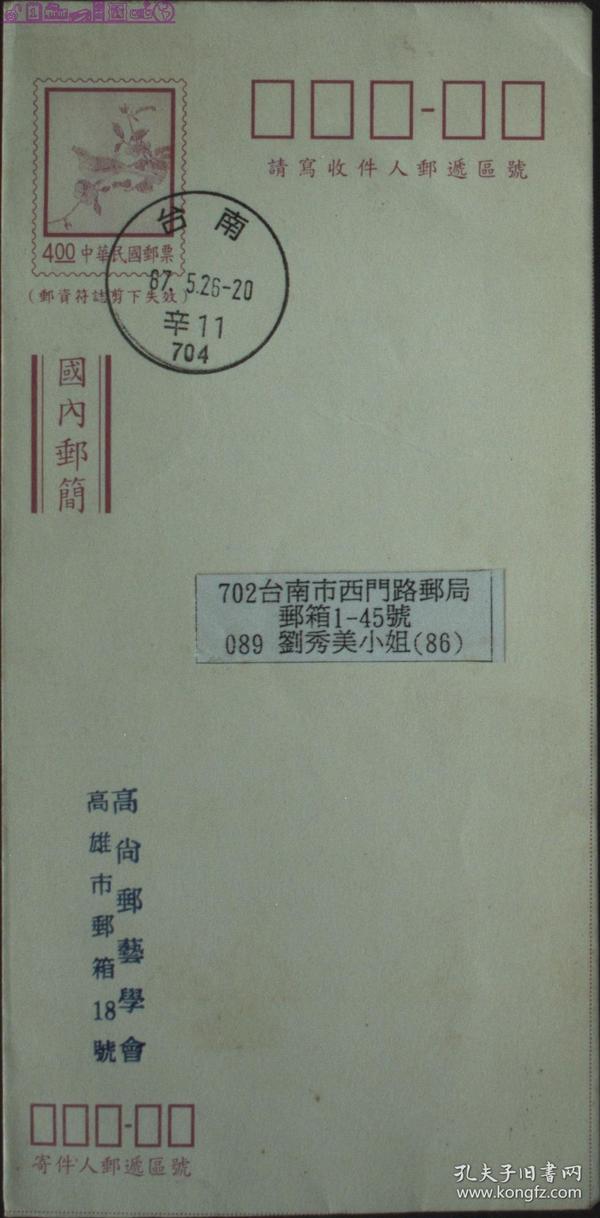 請寫收件人郵遞區號
400 中華民國郵票
(郵資符誌剪下失效)
台南
87. 5.26-20
辛11
704
國內郵簡
702台南市西門路郵局
郵箱1-45號
089 劉秀美小姐(86)
高尚郵藝學會
高雄市郵箱18號
寄件人郵遞區號
孔夫子旧书网
www.kongfz.com